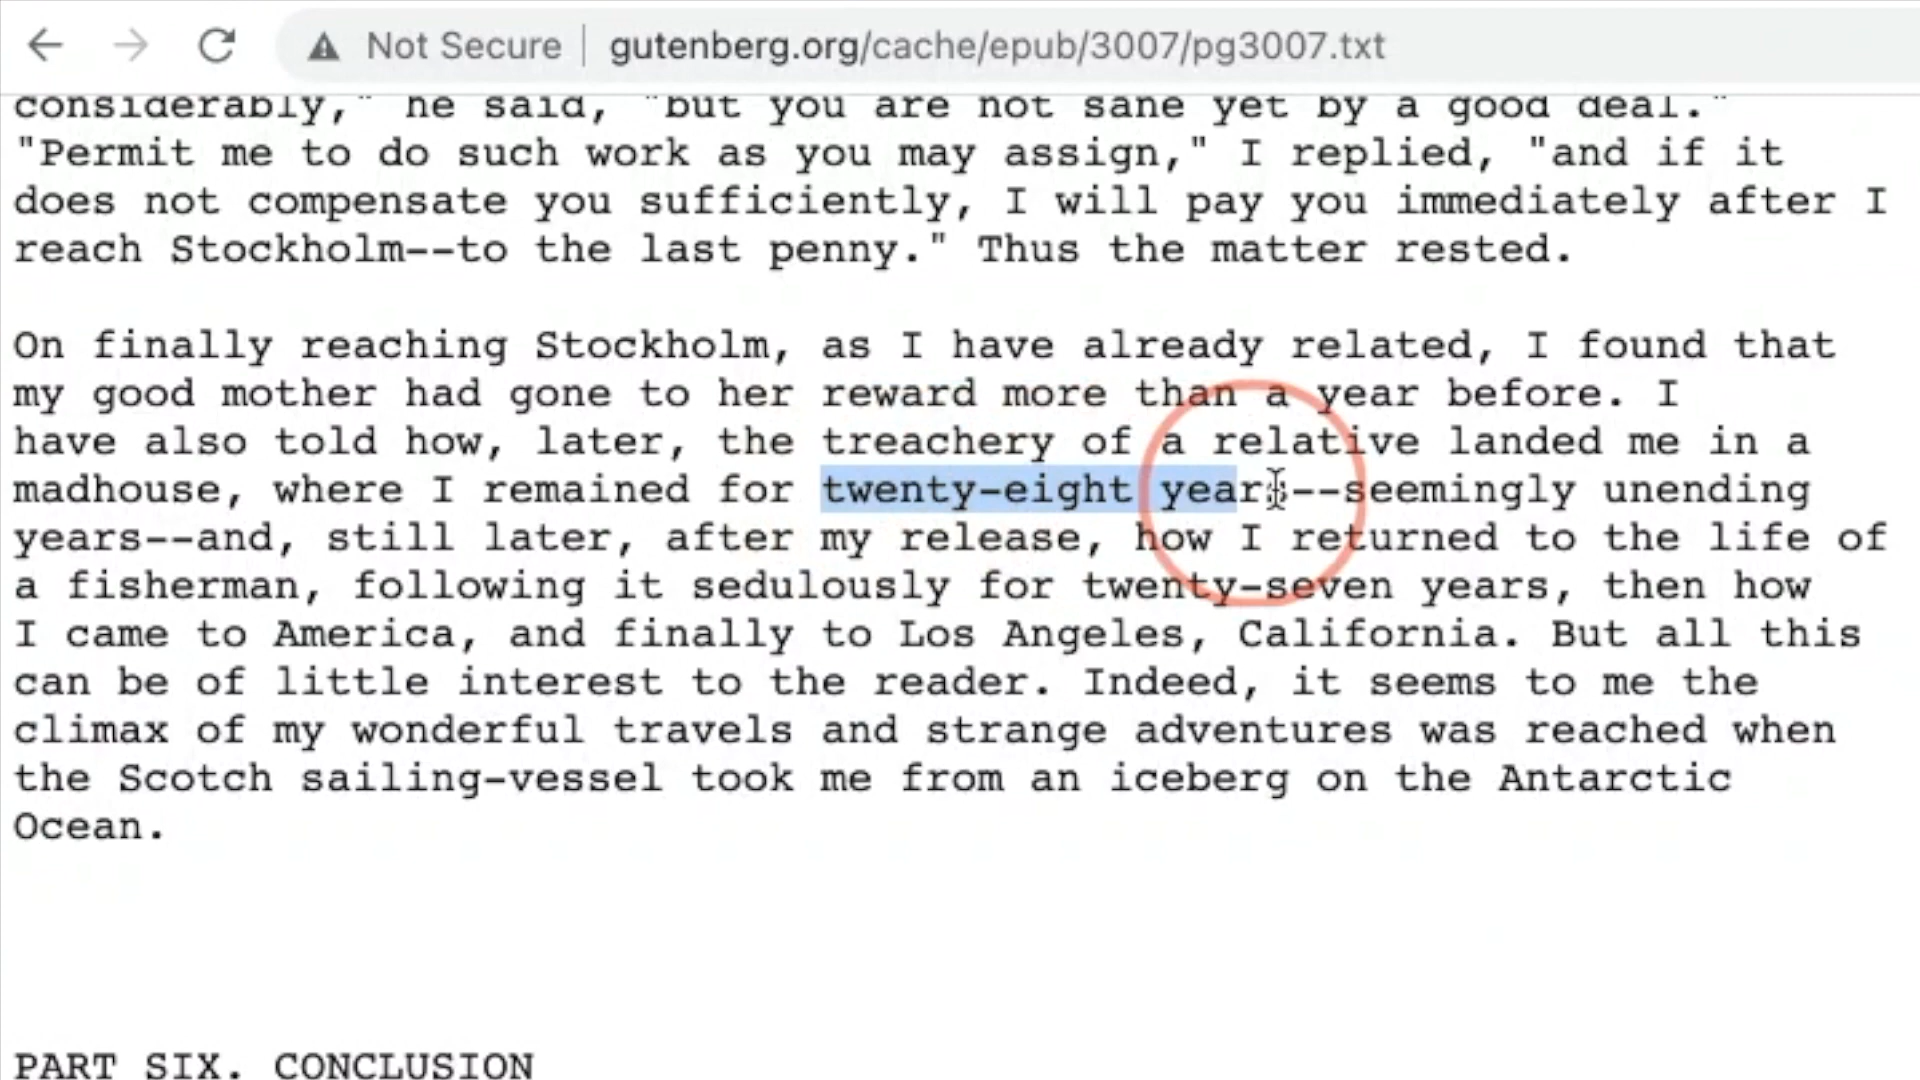 Not Secure | gutenberg.org/cache/epub/3007/pg3007.txt
considerably," he said, "but you are not sane yet by a good deal."
"Permit me to do such work as you may assign," I replied, "and if it
does not compensate you sufficiently, I will pay you immediately after I
reach Stockholm--to the last penny." Thus the matter rested.
On finally reaching Stockholm, as I have already related, I found that
my good mother had gone to her reward more than a year before. I
have also told how, later, the treachery of a relative landed me in a
madhouse, where I remained for twenty-eight years--seemingly unending
years--and, still later, after my release, how I returned to the life of
a fisherman, following it sedulously for twenty-seven years, then how
I came to America, and finally to Los Angeles, California. But all this
can be of little interest to the reader. Indeed, it seems to me the
climax of my wonderful travels and strange adventures was reached when
the Scotch sailing-vessel took me from an iceberg on the Antarctic
Ocean.
PART SIX. CONCLUSION